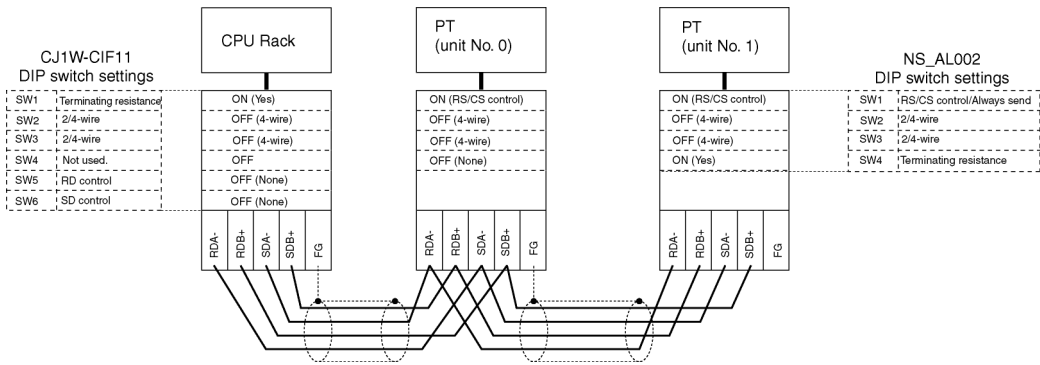 CPU Rack
PT
(unit No. 0)
PT
(unit No. 1)
CJ1W-CIF11
DIP switch settings
NS_AL002
DIP switch settings
SW1 Terminating resistance
SW2 2/4-wire
SW3 2/4-wire
SW4 Not used.
SW5 RD control
SW6 SD control
ON (Yes)
OFF (4-wire)
OFF (4-wire)
OFF
OFF (None)
OFF (None)
ON (RS/CS control)
OFF (4-wire)
OFF (4-wire)
OFF (None)
ON (RS/CS control)
OFF (4-wire)
OFF (4-wire)
ON (Yes)
SW1 RS/CS control/Always send
SW2 2/4-wire
SW3 2/4-wire
SW4 Terminating resistance
RDA- RDB+ SDA- SDB+ FG
RDA- RDB+ SDA- SDB+ FG
RDA- RDB+ SDA- SDB+ FG